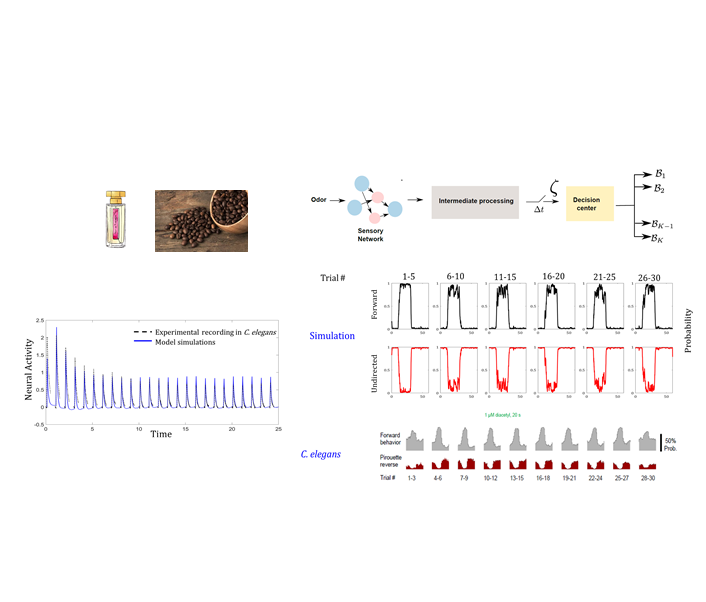 Odor
Sensory
Network
Intermediate processing
ζ
Δt
Decision
center
B₁
B₂
B_{K−1}
B_K
Trial #
1-5
6-10
11-15
16-20
21-25
26-30
Simulation
Forward
Undirected
Probability
Neural Activity
2.5
2
1.5
1
0.5
0
-0.5
0
5
10
15
20
25
Time
Experimental recording in C. elegans
Model simulations
C. elegans
1 µM diacetyl, 20 s
Forward
behavior
Pirouette
reverse
50%
Prob.
Trial #
1-3
4-6
7-9
10-12
13-15
16-18
19-21
22-24
25-27
28-30